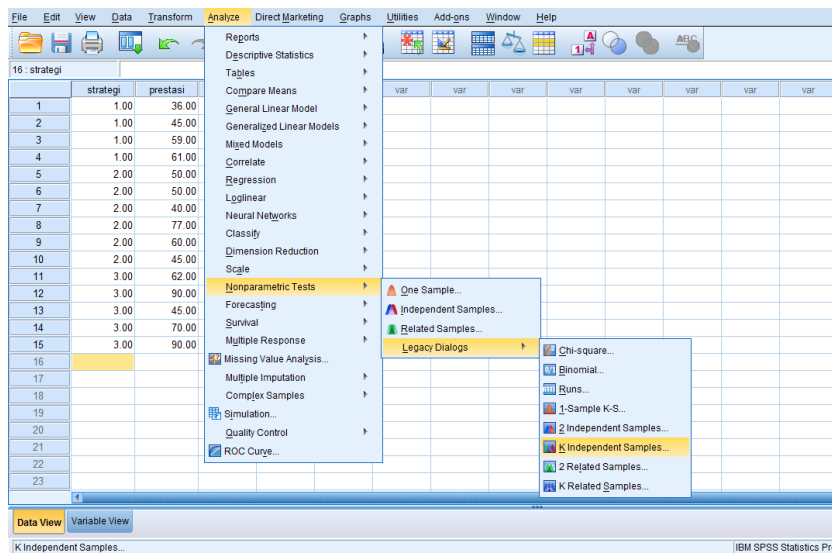 File Edit View Data Transform Analyze Direct Marketing Graphs Utilities Add-ons Window Help
16 : strategi
strategi prestasi var var var var var var var var
1 1.00 36.00
2 1.00 45.00
3 1.00 59.00
4 1.00 61.00
5 2.00 50.00
6 2.00 50.00
7 2.00 40.00
8 2.00 77.00
9 2.00 60.00
10 2.00 45.00
11 3.00 62.00
12 3.00 90.00
13 3.00 45.00
14 3.00 70.00
15 3.00 90.00
16
17
18
19
20
21
22
23
Reports
Descriptive Statistics
Tables
Compare Means
General Linear Model
Generalized Linear Models
Mixed Models
Correlate
Regression
Loglinear
Neural Networks
Classify
Dimension Reduction
Scale
Nonparametric Tests
Forecasting
Survival
Multiple Response
Missing Value Analysis...
Multiple Imputation
Complex Samples
Simulation...
Quality Control
ROC Curve...
One Sample...
Independent Samples...
Related Samples...
Legacy Dialogs
Chi-square...
Binomial...
Runs...
1-Sample K-S...
2 Independent Samples...
K Independent Samples...
2 Related Samples...
K Related Samples...
Data View Variable View
K Independent Samples...
IBM SPSS Statistics Pr